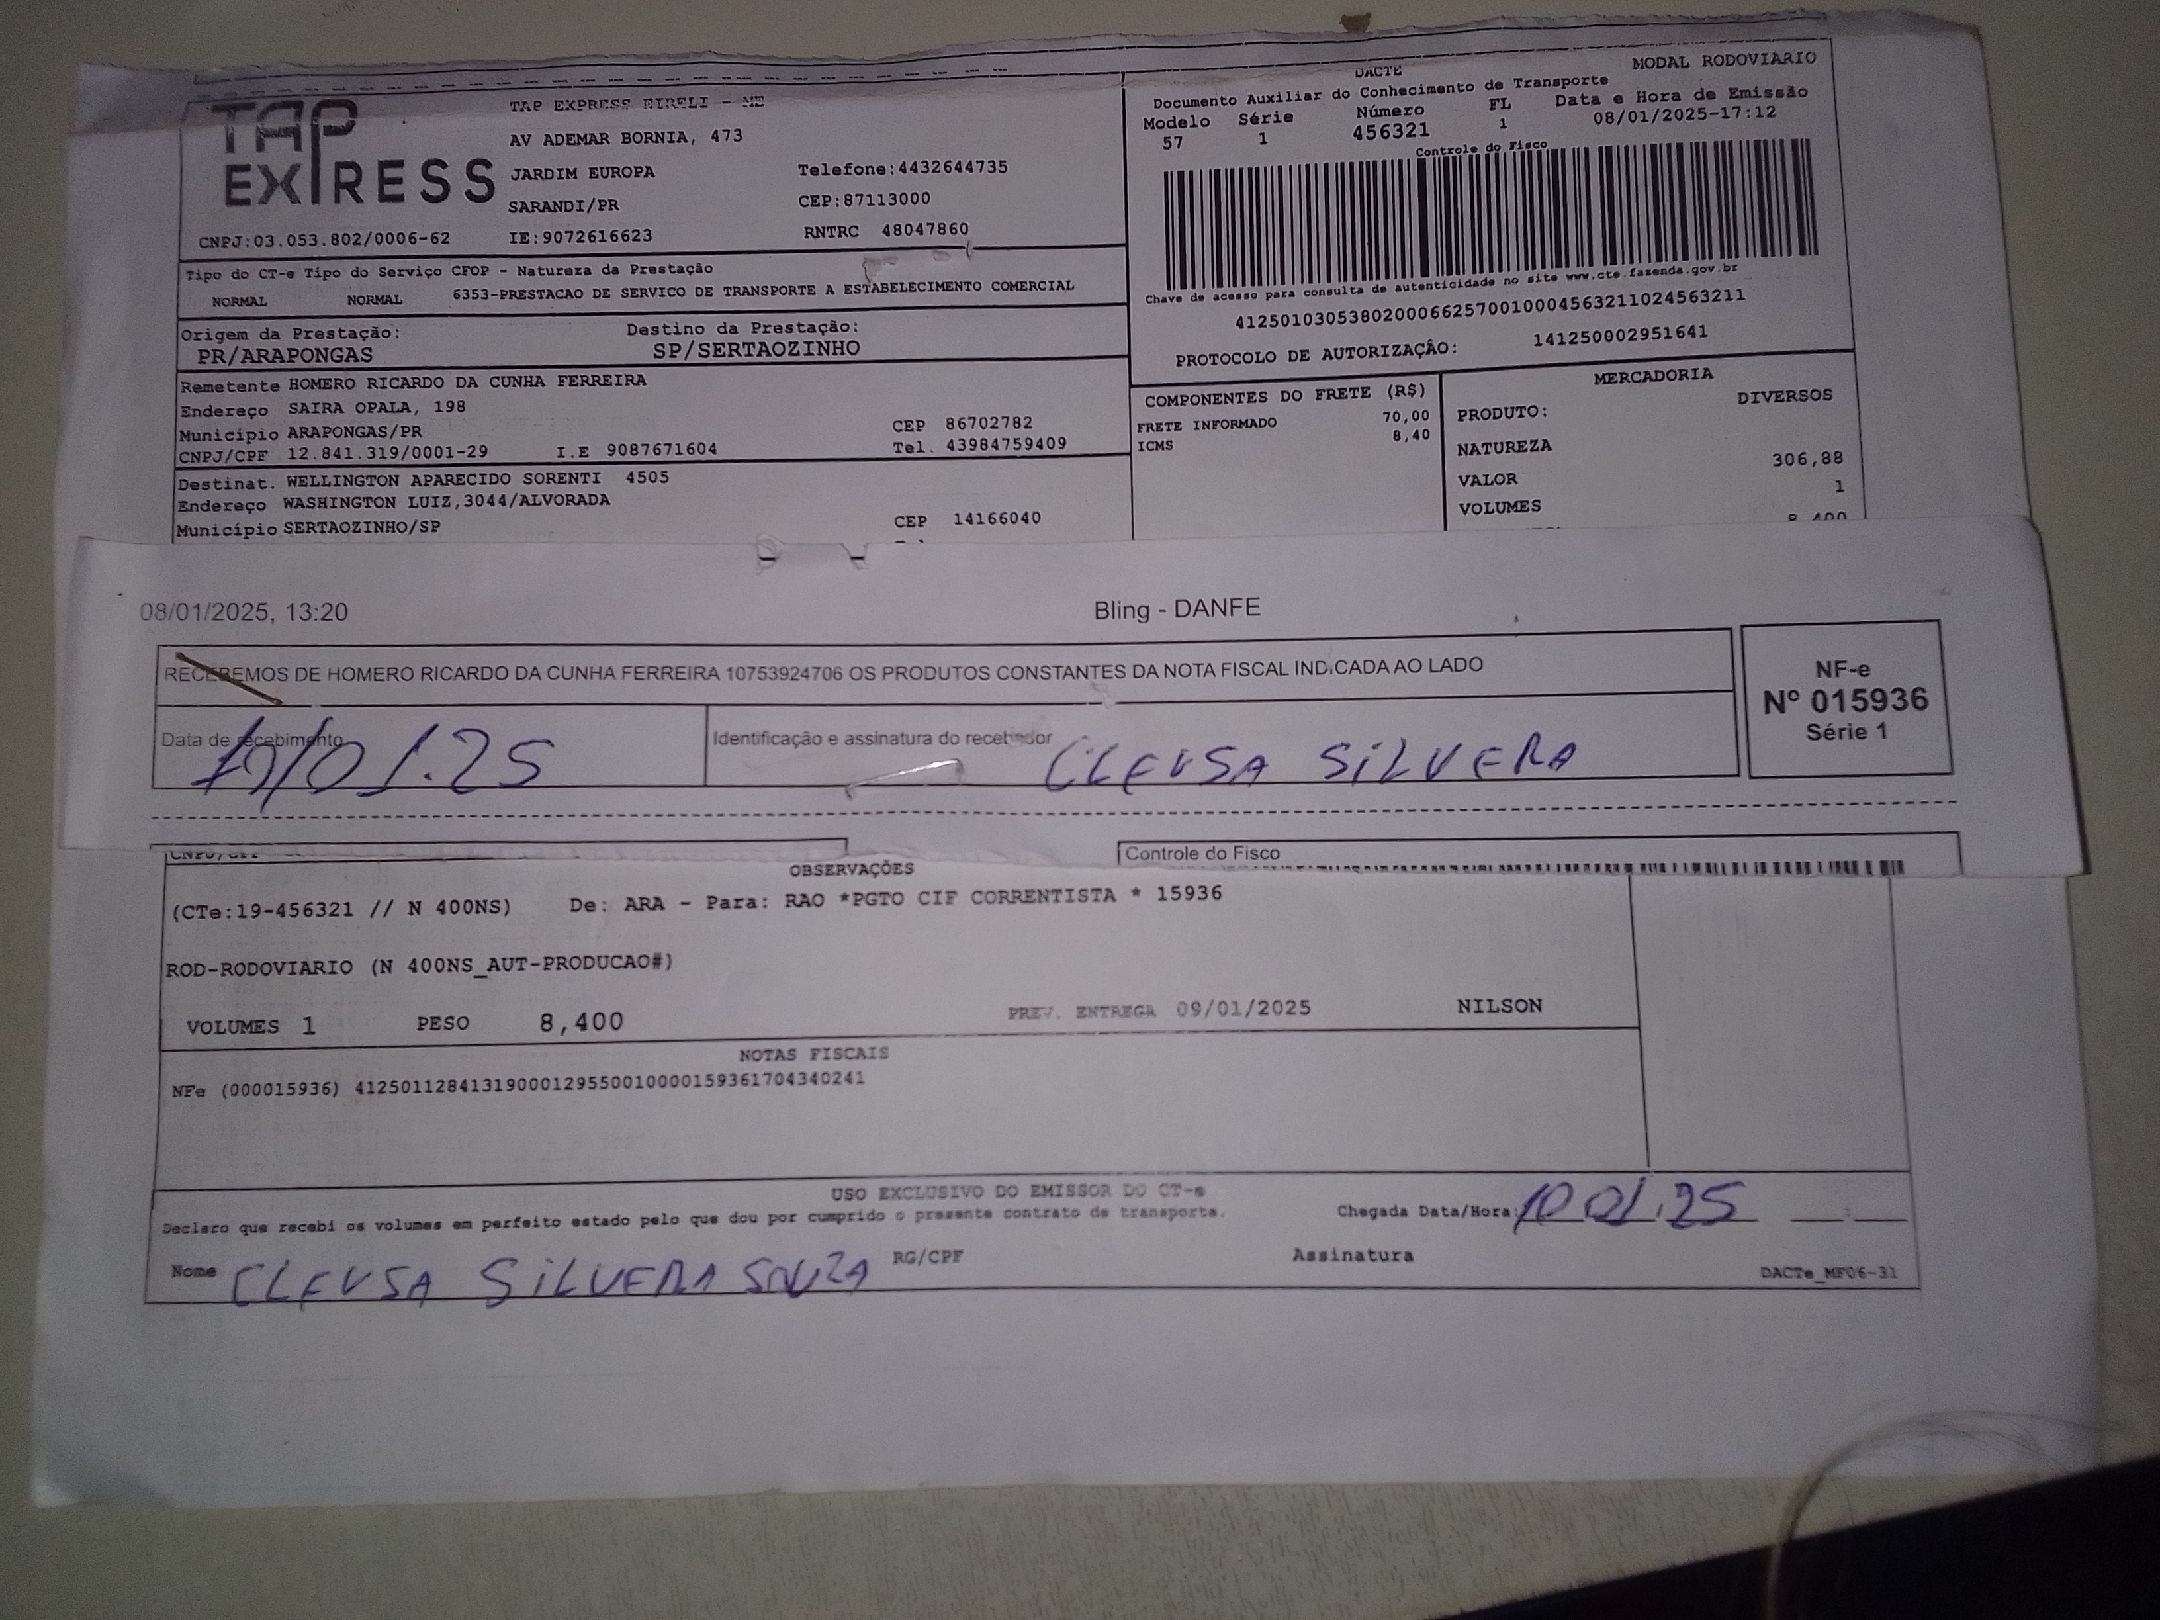 TAP EXPRESS
TAP EXPRESS EIRELI - ME
AV ADEMAR BORNIA, 473
JARDIM EUROPA Telefone:4432644735
SARANDI/PR CEP:87113000
CNPJ:03.053.802/0006-62 IE:9072616623 RNTRC 48047860
DACTE MODAL RODOVIARIO
Documento Auxiliar do Conhecimento de Transporte
Modelo Série Número FL Data e Hora de Emissão
57 1 456321 1 08/01/2025-17:12
Controle do Fisco
Chave de acesso para consulta de autenticidade no site www.cte.fazenda.gov.br
41250103053802000662570010004563211024563211
PROTOCOLO DE AUTORIZAÇÂO: 141250002951641
Tipo do CT-e Tipo do Serviço CFOP - Natureza da Prestação
NORMAL NORMAL 6353-PRESTACAO DE SERVICO DE TRANSPORTE A ESTABELECIMENTO COMERCIAL
Origem da Prestação: Destino da Prestação:
PR/ARAPONGAS SP/SERTAOZINHO
Remetente HOMERO RICARDO DA CUNHA FERREIRA
Endereço SAIRA OPALA, 198 CEP 86702782
Município ARAPONGAS/PR Tel. 43984759409
CNPJ/CPF 12.841.319/0001-29 I.E 9087671604
Destinat. WELLINGTON APARECIDO SORENTI 4505
Endereço WASHINGTON LUIZ,3044/ALVORADA
Município SERTAOZINHO/SP CEP 14166040
COMPONENTES DO FRETE (R$)
FRETE INFORMADO 70,00
ICMS 8,40
MERCADORIA
PRODUTO: DIVERSOS
NATUREZA
VALOR 306,88
VOLUMES 1
08/01/2025, 13:20 Bling - DANFE
RECEBEMOS DE HOMERO RICARDO DA CUNHA FERREIRA 10753924706 OS PRODUTOS CONSTANTES DA NOTA FISCAL INDICADA AO LADO
NF-e
Nº 015936
Série 1
Data de recebimento Identificação e assinatura do recebedor
10/01.25 CLEUSA SILVERA
Controle do Fisco
OBSERVAÇÕES
(CTe:19-456321 // N 400NS) De: ARA - Para: RAO *PGTO CIF CORRENTISTA * 15936
ROD-RODOVIARIO (N 400NS_AUT-PRODUCAO#)
VOLUMES 1 PESO 8,400 PREV. ENTREGA 09/01/2025 NILSON
NOTAS FISCAIS
NFe (000015936) 41250112841319000129550010000159361704340241
USO EXCLUSIVO DO EMISSOR DO CT-e
Declaro que recebi os volumes em perfeito estado pelo que dou por cumprido o presente contrato de transporte. Chegada Data/Hora: 10 01.25
Nome CLEUSA SILVERA SOUZA RG/CPF Assinatura
DACTe_MF06-31